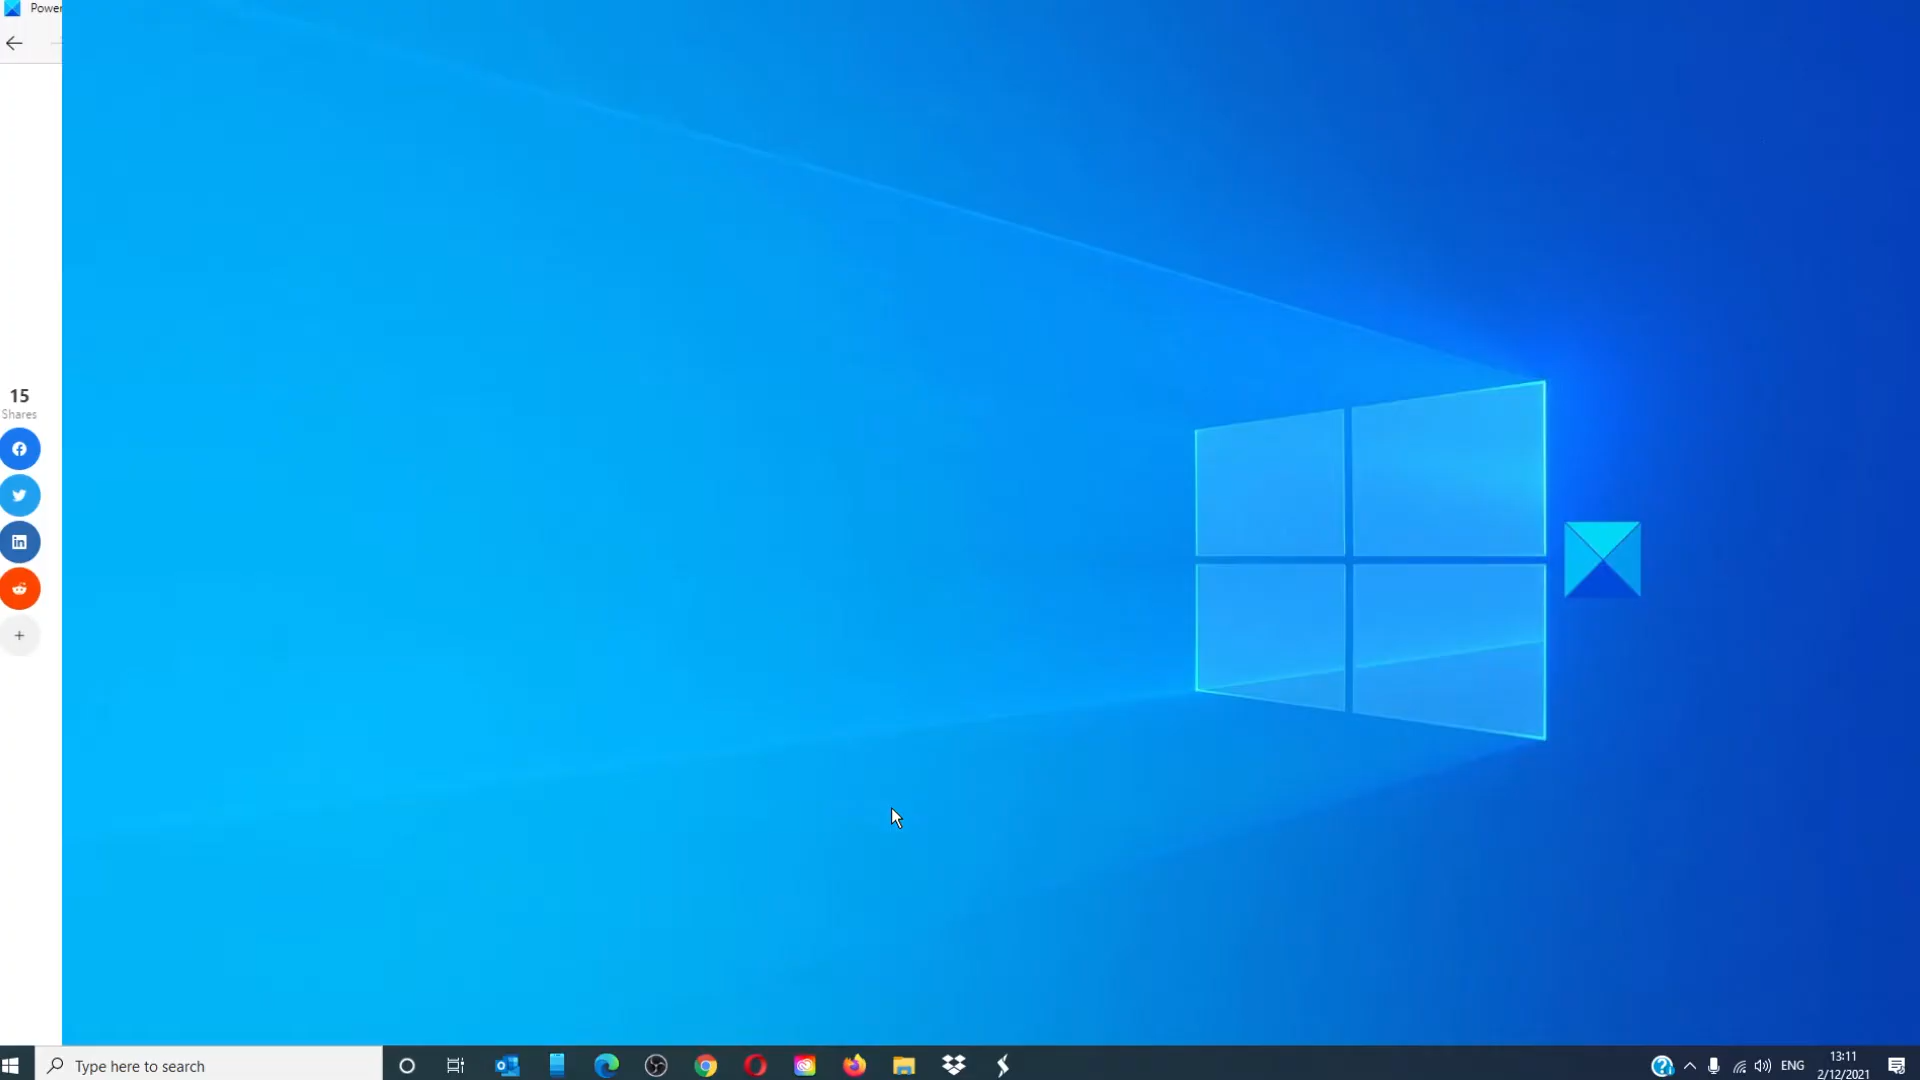 Power
15
Shares
Type here to search
ENG
13:11
2/12/2021